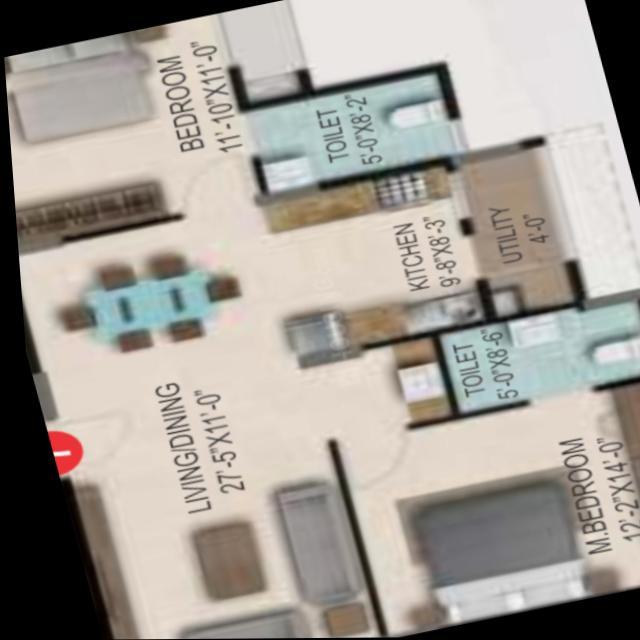 BEDROOM
11'-10"X11'-0"
TOILET
5-0'X8'-2
KITCHEN
9-8'X8'-3"
UTILITY
4-0"
TOILET
5-0'X8'-6"
LIVING/DINING
27'-5"X11'-0"
M.BEDROOM
12'-2'X14'-0"